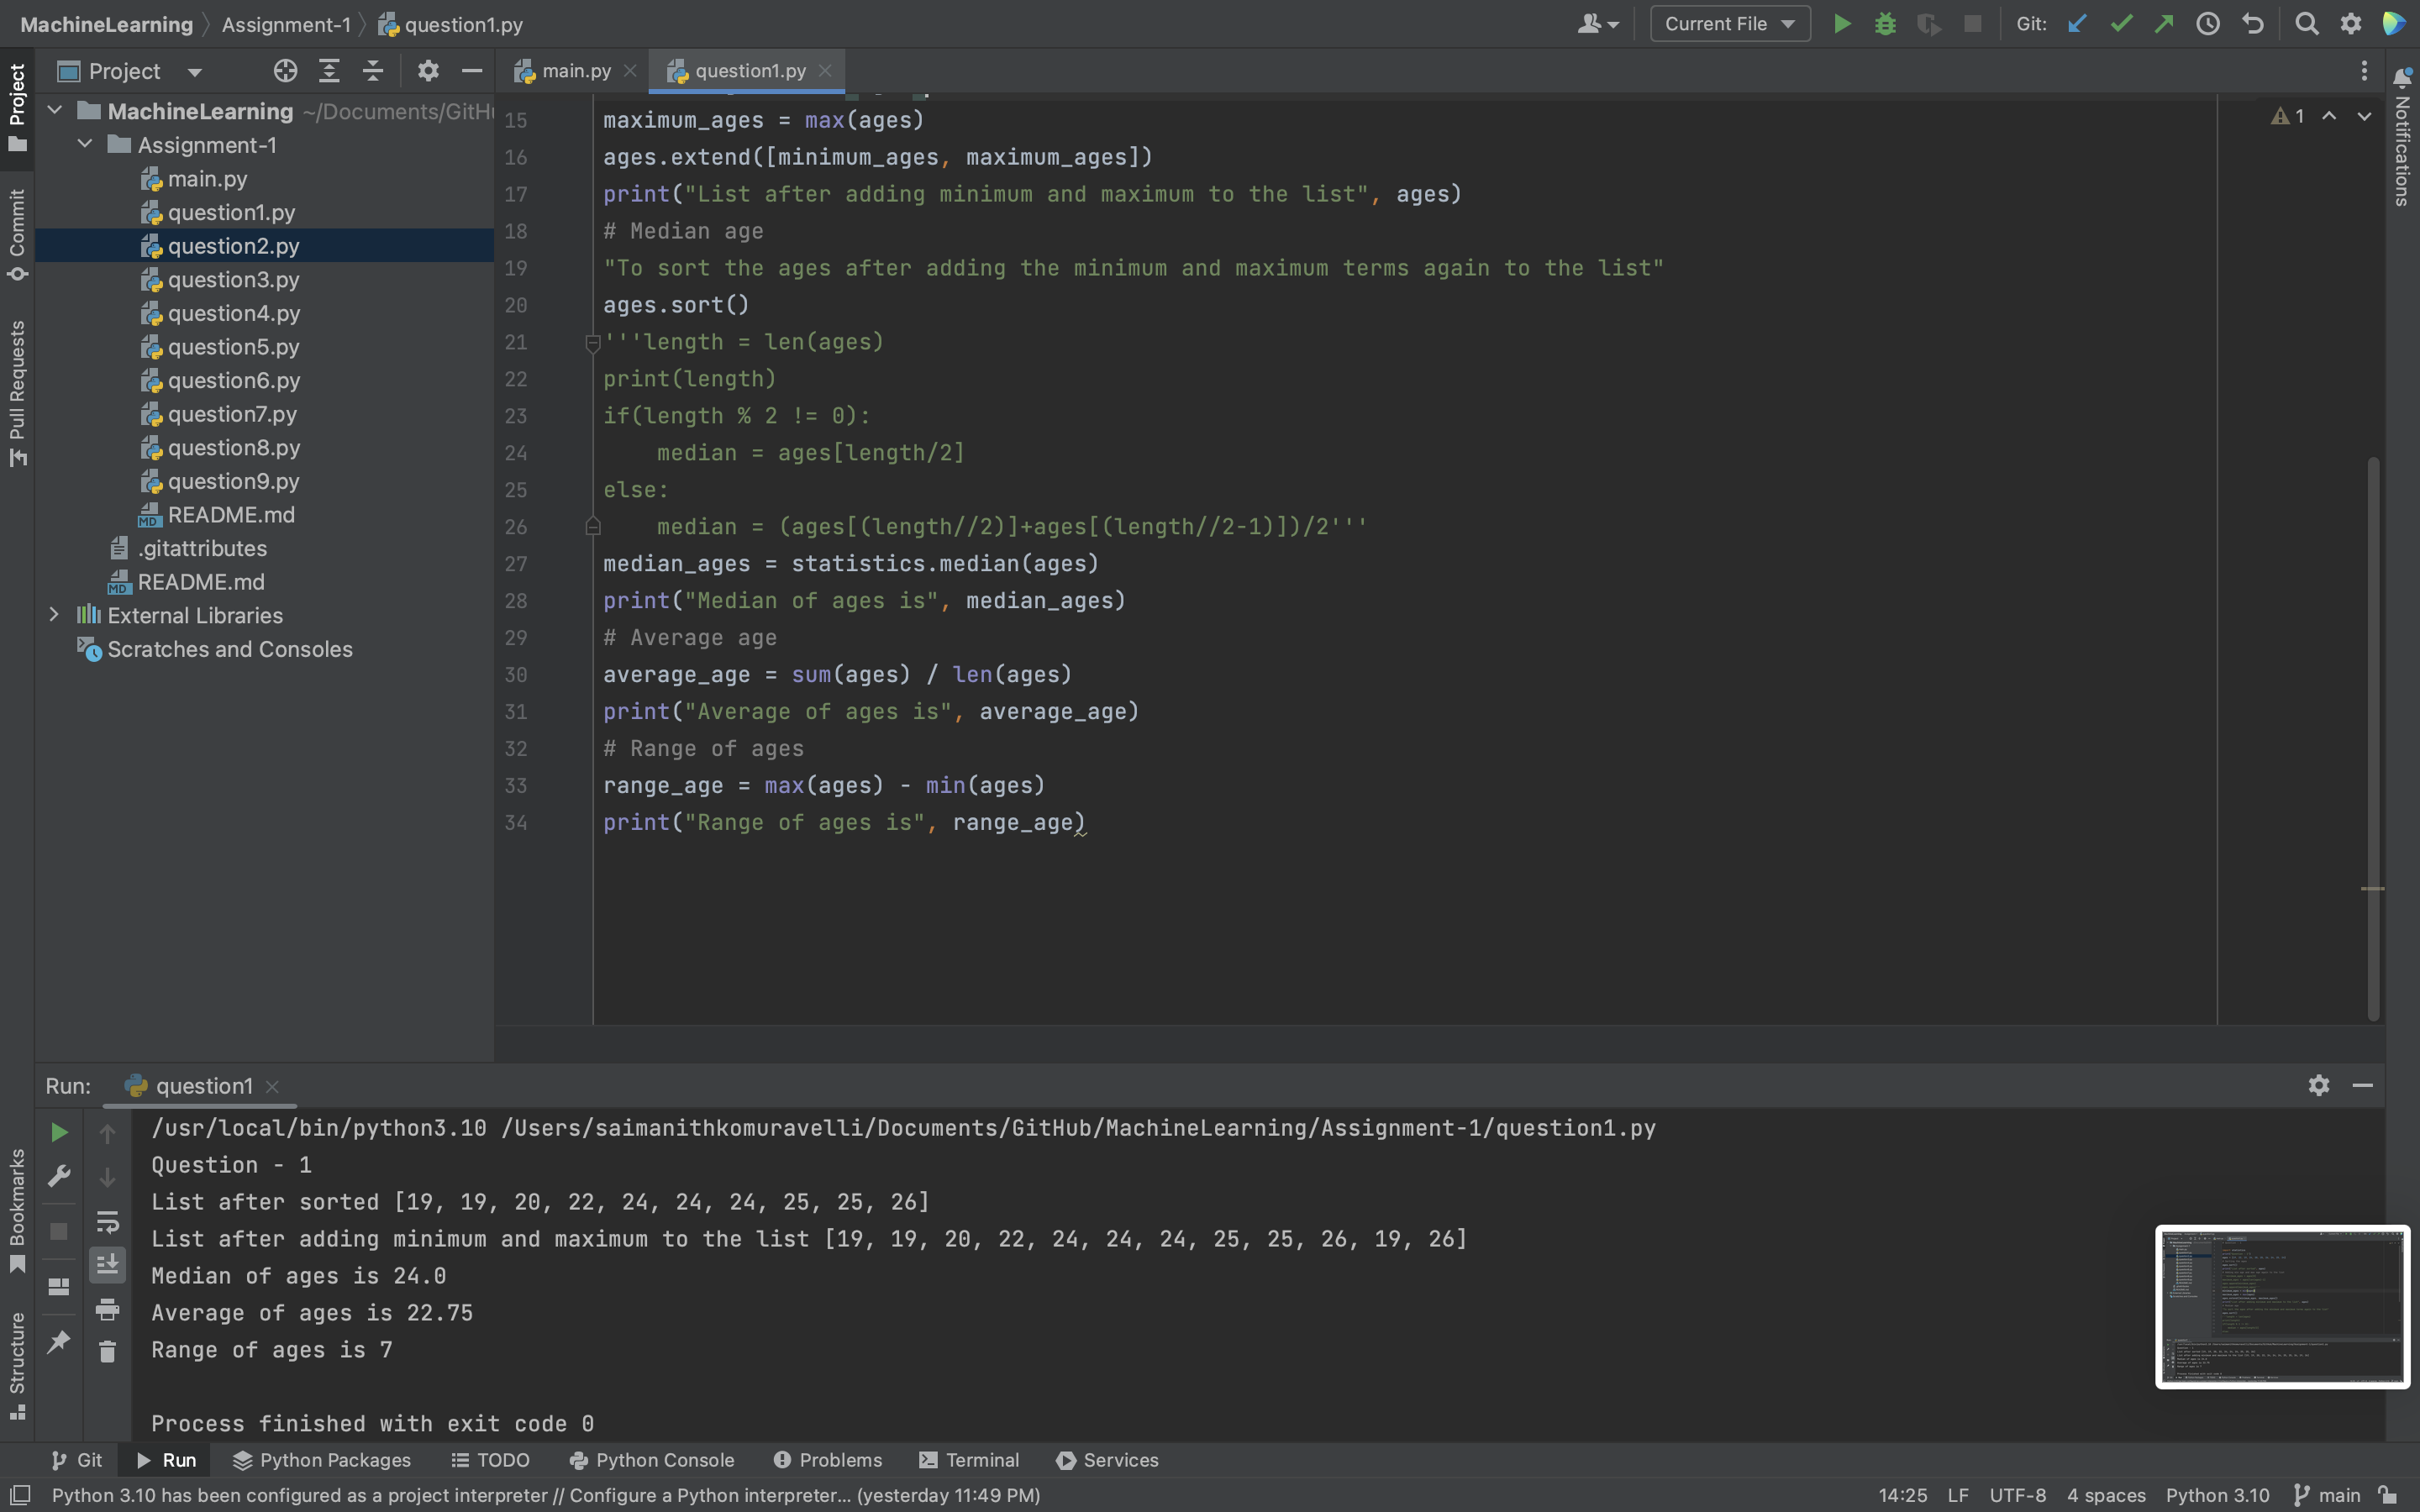 MachineLearning Assignment-1 question1.py
Current File Git:
Project
main.py question1.py
MachineLearning ~/Documents/GitH
Assignment-1
main.py
question1.py
question2.py
question3.py
question4.py
question5.py
question6.py
question7.py
question8.py
question9.py
README.md
.gitattributes
README.md
External Libraries
Scratches and Consoles
Project
Commit
Pull Requests
Bookmarks
Structure
Notifications
1
15 maximum_ages = max(ages)
16 ages.extend([minimum_ages, maximum_ages])
17 print("List after adding minimum and maximum to the list", ages)
18 # Median age
19 "To sort the ages after adding the minimum and maximum terms again to the list"
20 ages.sort()
21 '''length = len(ages)
22 print(length)
23 if(length % 2 != 0):
24     median = ages[length/2]
25 else:
26     median = (ages[(length//2)]+ages[(length//2-1)])/2'''
27 median_ages = statistics.median(ages)
28 print("Median of ages is", median_ages)
29 # Average age
30 average_age = sum(ages) / len(ages)
31 print("Average of ages is", average_age)
32 # Range of ages
33 range_age = max(ages) - min(ages)
34 print("Range of ages is", range_age)
Run: question1
/usr/local/bin/python3.10 /Users/saimanithkomuravelli/Documents/GitHub/MachineLearning/Assignment-1/question1.py
Question - 1
List after sorted [19, 19, 20, 22, 24, 24, 24, 25, 25, 26]
List after adding minimum and maximum to the list [19, 19, 20, 22, 24, 24, 24, 25, 25, 26, 19, 26]
Median of ages is 24.0
Average of ages is 22.75
Range of ages is 7
Process finished with exit code 0
Git Run Python Packages TODO Python Console Problems Terminal Services
Python 3.10 has been configured as a project interpreter // Configure a Python interpreter... (yesterday 11:49 PM)
14:25 LF UTF-8 4 spaces Python 3.10 main